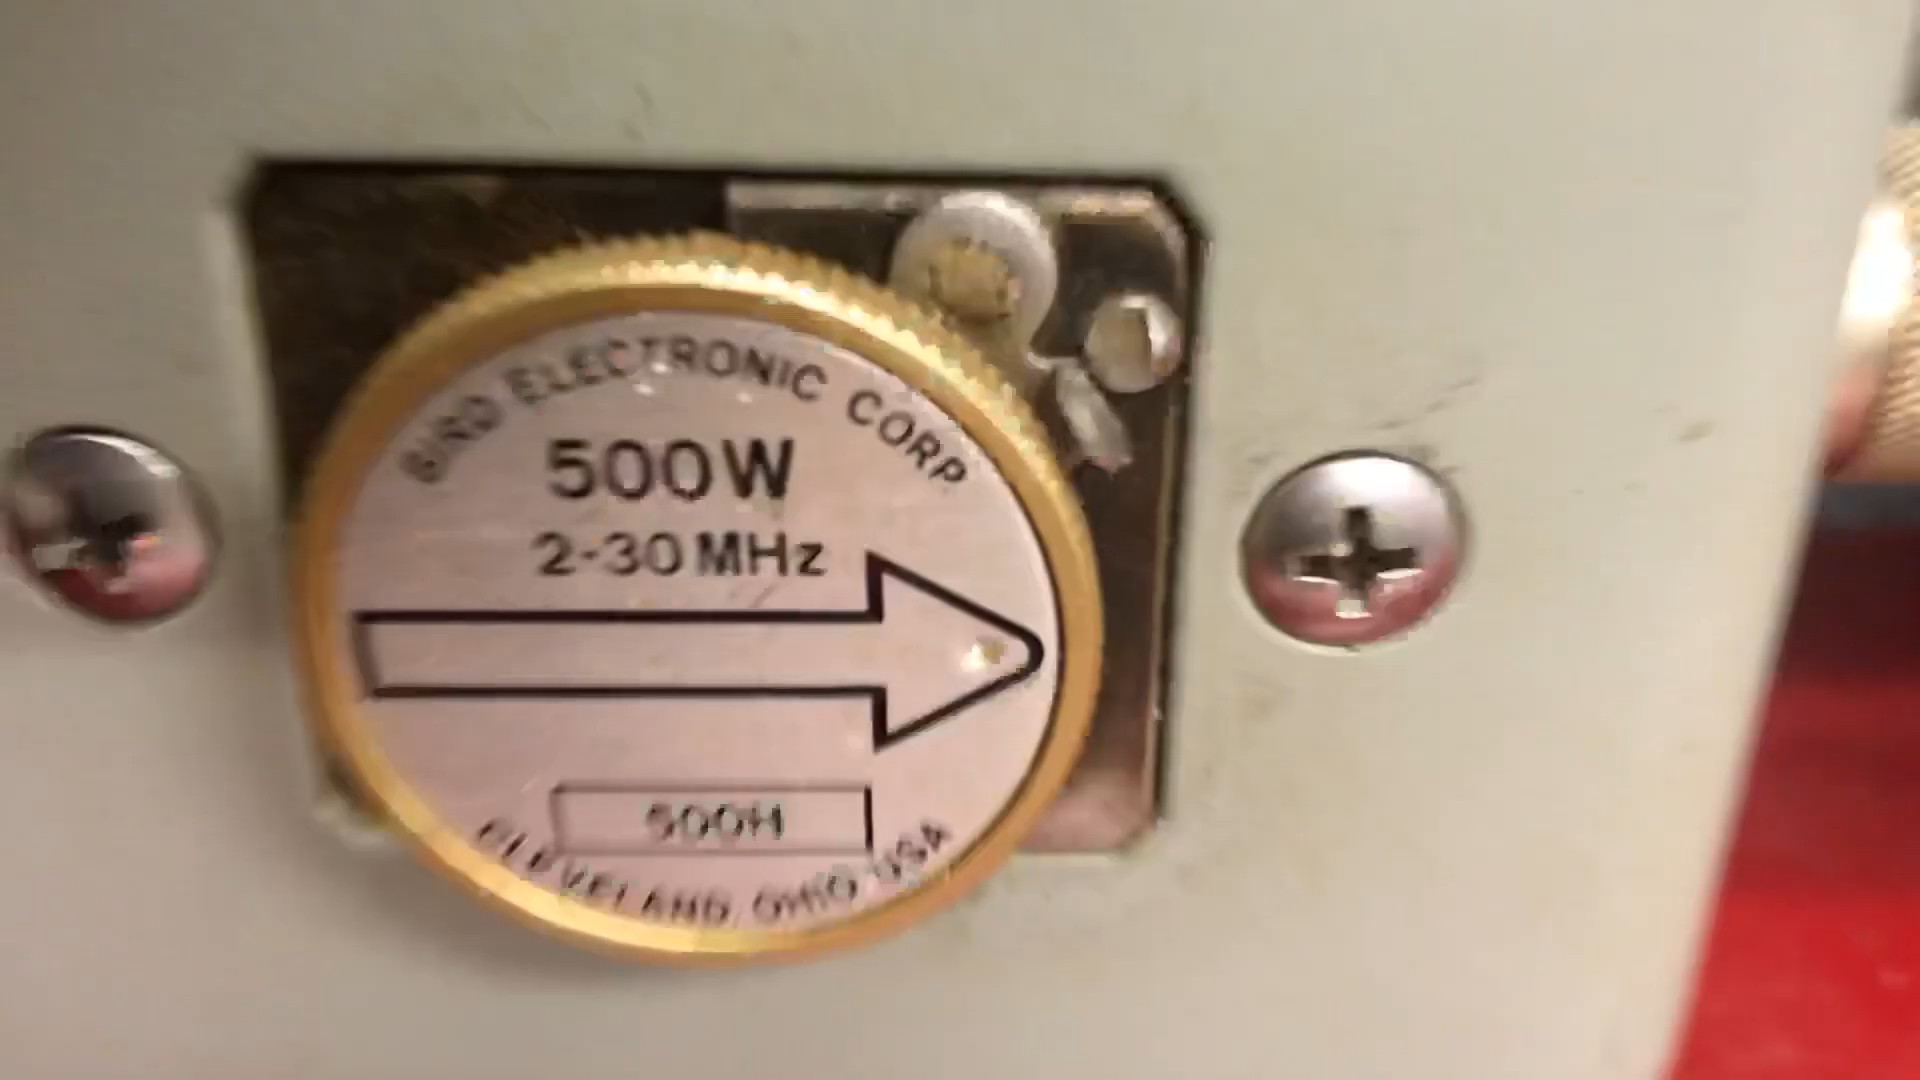 BIRD ELECTRONIC CORP.
500W
2-30 MHz
500H
CLEVELAND, OHIO USA